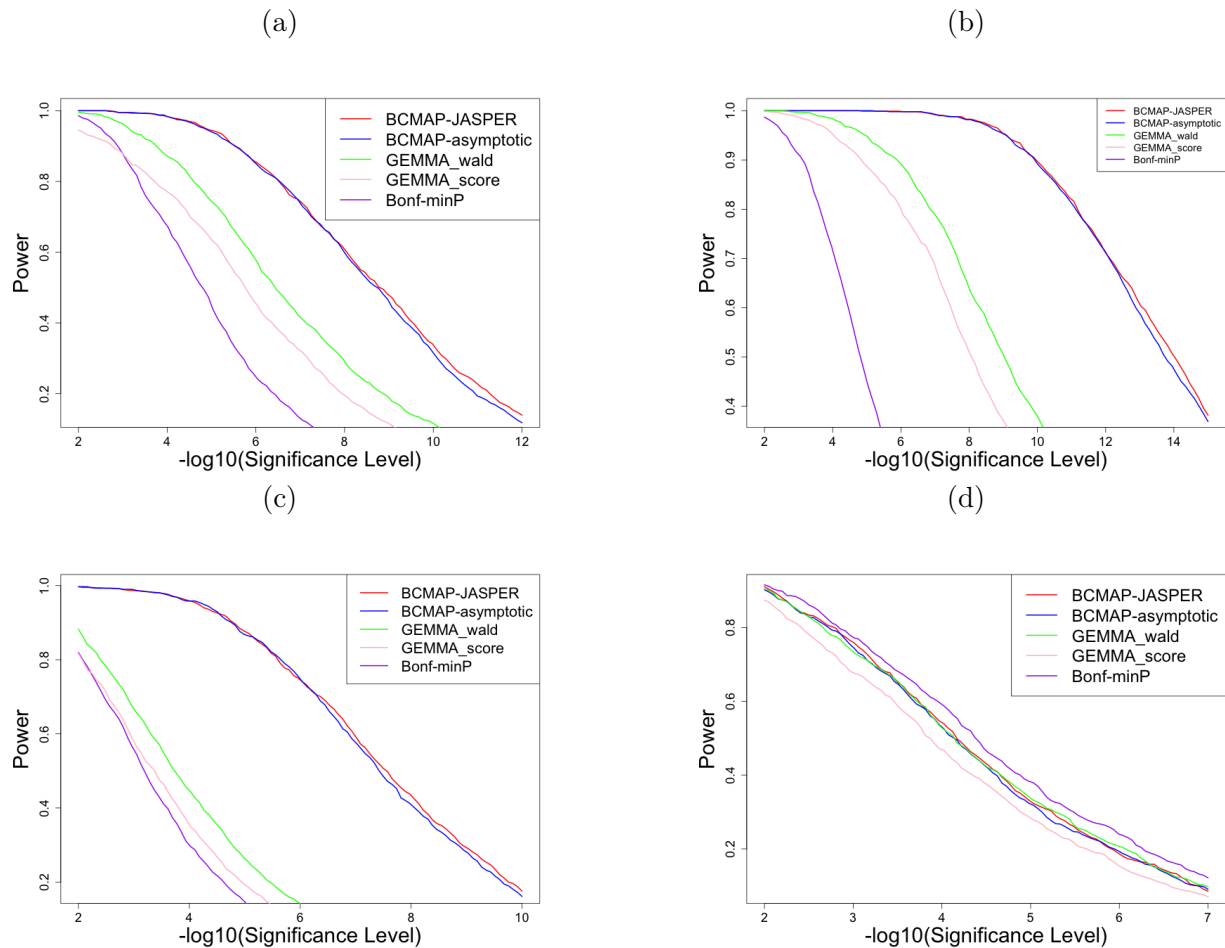 (a)
(b)
BCMAP-JASPER
BCMAP-asymptotic
GEMMA_wald
GEMMA_score
Bonf-minP
1.0
0.8
0.6
0.4
0.2
Power
2 4 6 8 10 12
-log10(Significance Level)
BCMAP-JASPER
BCMAP-asymptotic
GEMMA_wald
GEMMA_score
Bonf-minP
1.0
0.9
0.8
0.7
0.6
0.5
0.4
Power
2 4 6 8 10 12 14
-log10(Significance Level)
(c)
(d)
BCMAP-JASPER
BCMAP-asymptotic
GEMMA_wald
GEMMA_score
Bonf-minP
1.0
0.8
0.6
0.4
0.2
Power
2 4 6 8 10
-log10(Significance Level)
BCMAP-JASPER
BCMAP-asymptotic
GEMMA_wald
GEMMA_score
Bonf-minP
0.8
0.6
0.4
0.2
Power
2 3 4 5 6 7
-log10(Significance Level)